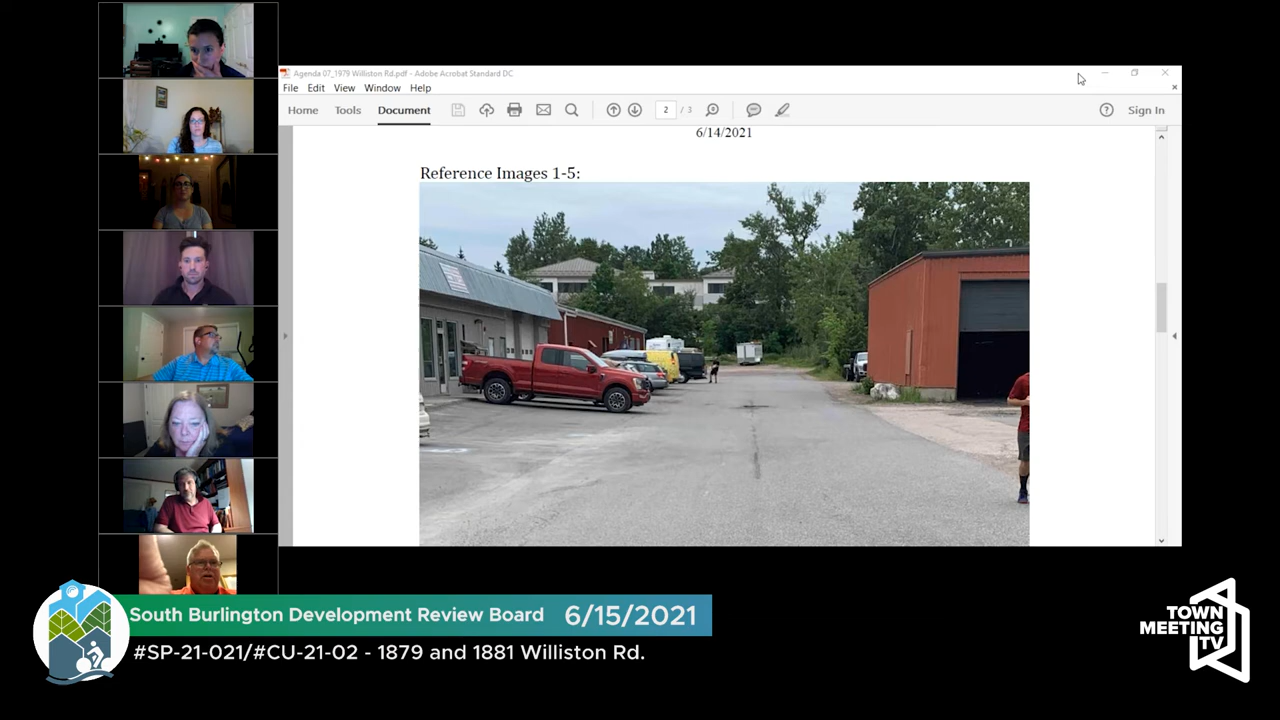 Agenda 07_1979 Williston Rd.pdf - Adobe Acrobat Standard DC
File Edit View Window Help
Home Tools Document 2 / 3 Sign In
6/14/2021
Reference Images 1-5:
South Burlington Development Review Board 6/15/2021
#SP-21-021/#CU-21-02 - 1879 and 1881 Williston Rd.
TOWN
MEETING
TV